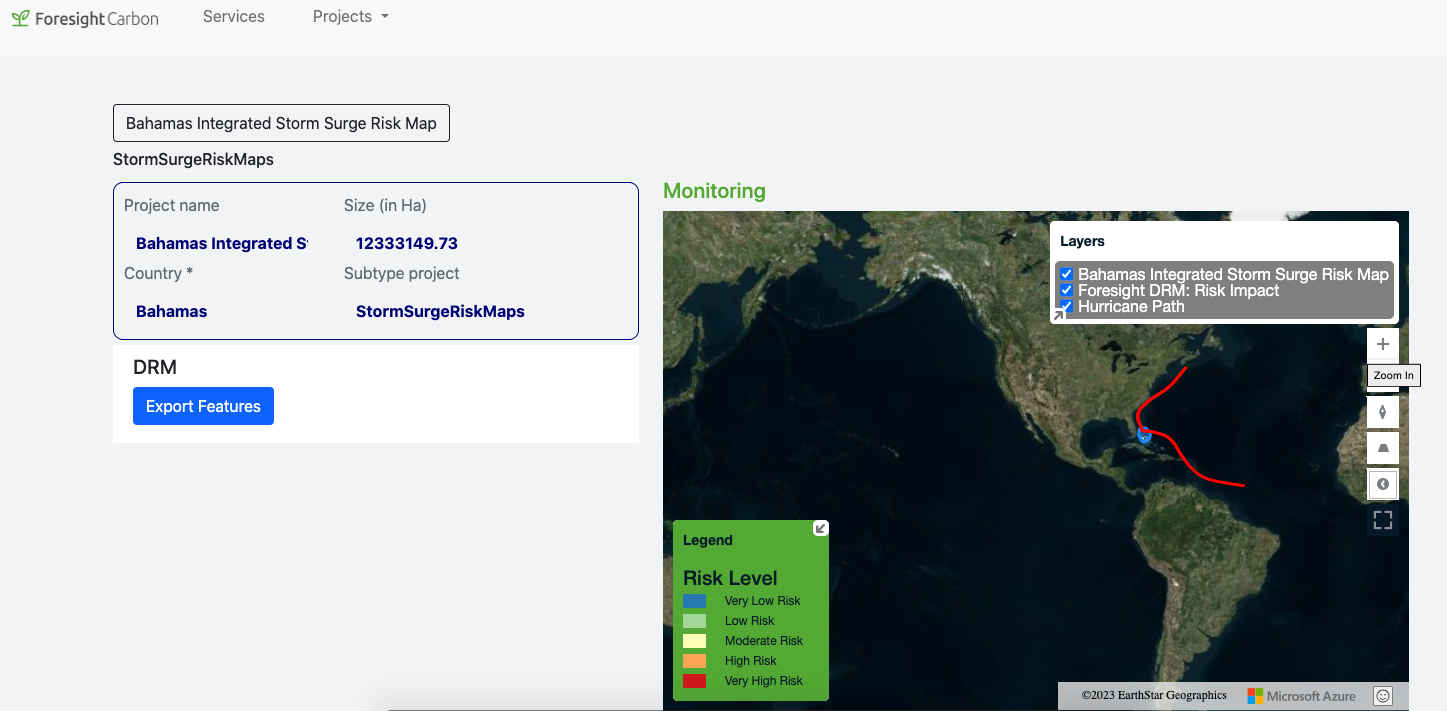 Foresight Carbon Services Projects
Bahamas Integrated Storm Surge Risk Map
StormSurgeRiskMaps
Project name Size (in Ha)
Bahamas Integrated S 12333149.73
Country * Subtype project
Bahamas StormSurgeRiskMaps
DRM
Export Features
Monitoring
Layers
Bahamas Integrated Storm Surge Risk Map
Foresight DRM: Risk Impact
Hurricane Path
Zoom In
Legend
Risk Level
Very Low Risk
Low Risk
Moderate Risk
High Risk
Very High Risk
©2023 EarthStar Geographics Microsoft Azure